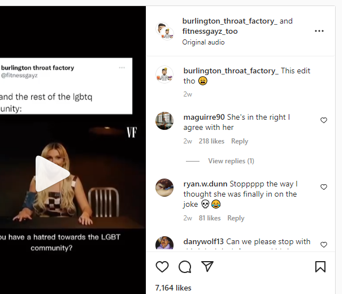 burlington throat factory
@fitnessgayz
and the rest of the lgbtq
unity:
VF
ou have a hatred towards the LGBT
community?
burlington_throat_factory_ and
fitnessgayz_too
Original audio
burlington_throat_factory_ This edit
tho 😩
2w
maguirre90 She's in the right I
agree with her
2w 218 likes Reply
View replies (1)
ryan.w.dunn Stoppppp the way I
thought she was finally in on the
joke 💀😂
2w 81 likes Reply
danywolf13 Can we please stop with
7,164 likes